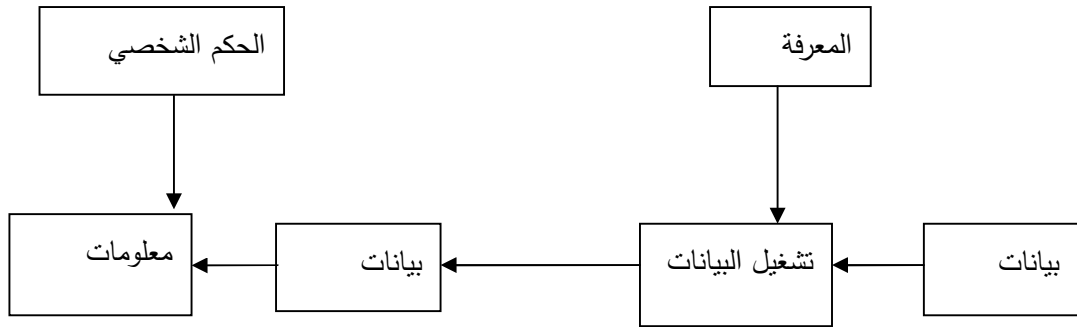 المعرفة
الحكم الشخصي
بيانات
تشغيل البيانات
بيانات
معلومات